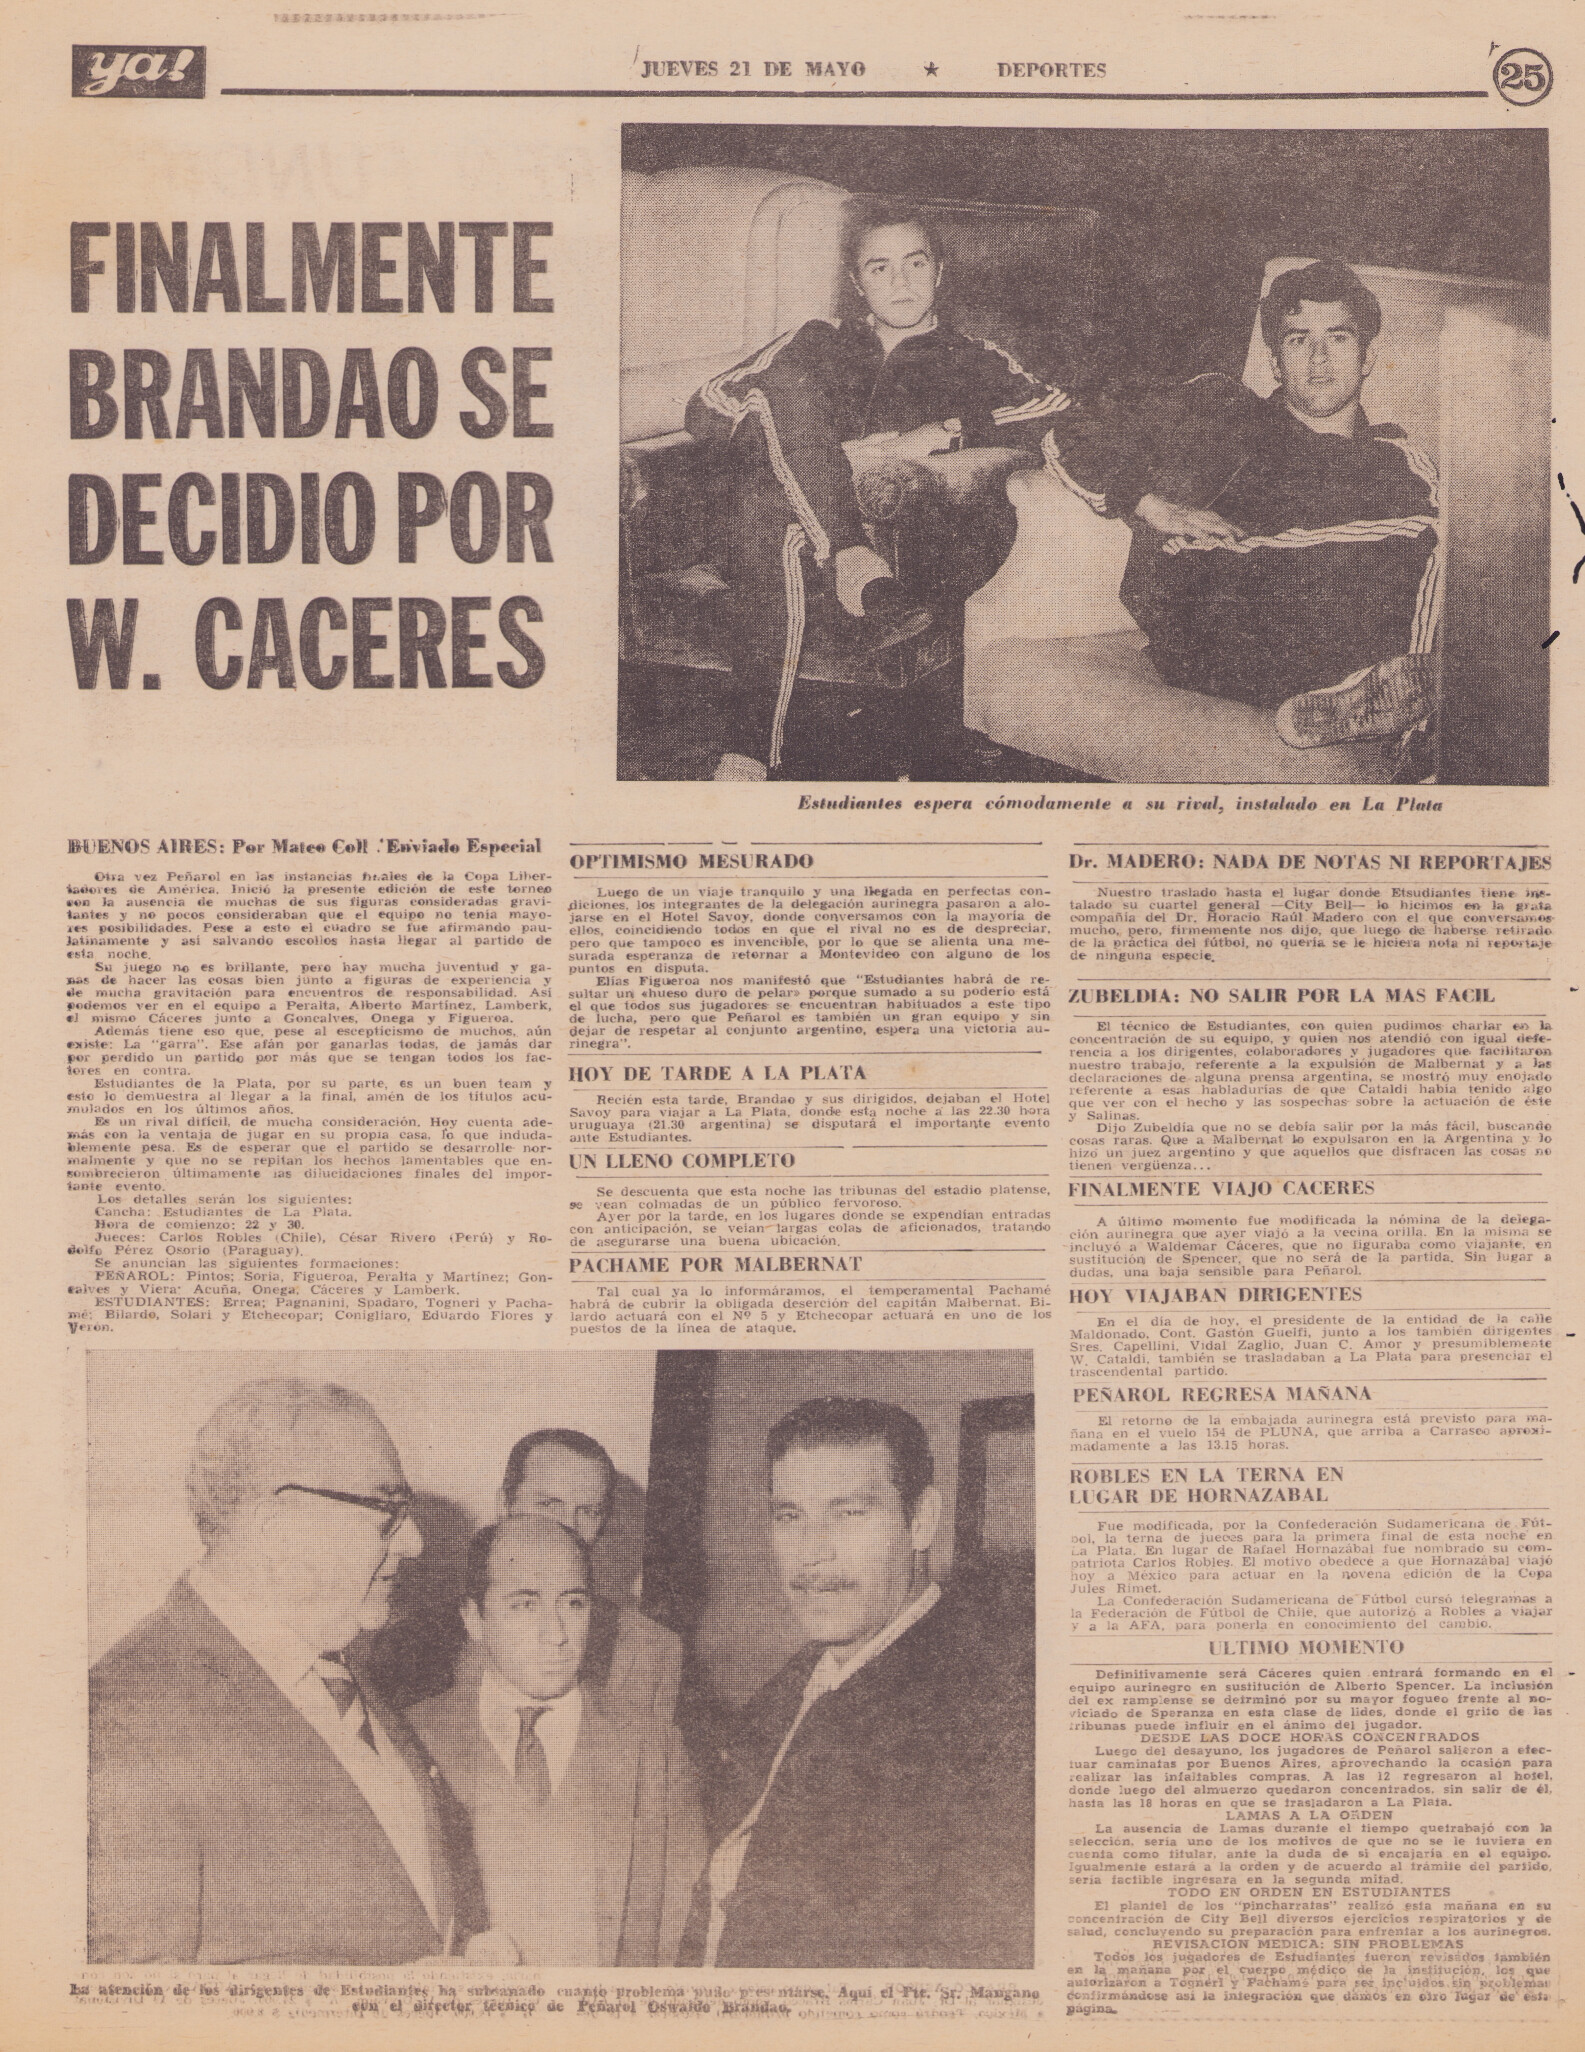 ya!
JUEVES 21 DE MAYO ★ DEPORTES
25
FINALMENTE
BRANDAO SE
DECIDIO POR
W. CACERES
Estudiantes espera cómodamente a su rival, instalado en La Plata
BUENOS AIRES: Por Mateo Coll Enviado Especial
Otra vez Peñarol en las instancias finales de la Copa Liber-
tadores de América. Inició la presente edición de este torneo
con la ausencia de muchas de sus figuras consideradas gravi-
tantes y no pocos consideraban que el equipo no tenía mayo-
res posibilidades. Pese a esto el cuadro se fue afirmando pau-
latinamente y así salvando escollos hasta llegar al partido de
esta noche.
Su juego no es brillante, pero hay mucha juventud y ga-
nas de hacer las cosas bien junto a figuras de experiencia y
de mucha gravitación para encuentros de responsabilidad. Así
podemos ver en el equipo a Peralta, Alberto Martínez, Lamberk,
el mismo Cáceres junto a Goncalves, Onega y Figueroa.
Además tiene eso que, pese al escepticismo de muchos, aún
existe: La "garra". Ese afán por ganarlas todas, de jamás dar
por perdido un partido por más que se tengan todos los fac-
tores en contra.
Estudiantes de la Plata, por su parte, es un buen team y
esto lo demuestra al llegar a la final, amén de los títulos acu-
mulados en los últimos años.
Es un rival difícil, de mucha consideración. Hoy cuenta ade-
más con la ventaja de jugar en su propia casa, lo que induda-
blemente pesa. Es de esperar que el partido se desarrolle nor-
malmente y que no se repitan los hechos lamentables que en-
sombrecieron últimamente las dilucidaciones finales del impor-
tante evento.
Los detalles serán los siguientes:
Cancha: Estudiantes de La Plata.
Hora de comienzo: 22 y 30.
Jueces: Carlos Robles (Chile), César Rivero (Perú) y Ro-
dolfo Pérez Osorio (Paraguay).
Se anuncian las siguientes formaciones:
PEÑAROL: Pintos; Soria, Figueroa, Peralta y Martínez; Gon-
calves y Viera; Acuña, Onega, Cáceres y Lamberk.
ESTUDIANTES: Errea; Pagnanini, Spadaro, Togneri y Pacha-
mé; Bilardo, Solari y Etchecopar; Conigliaro, Eduardo Flores y
Verón.
OPTIMISMO MESURADO
Luego de un viaje tranquilo y una llegada en perfectas con-
diciones, los integrantes de la delegación aurinegra pasaron a alo-
jarse en el Hotel Savoy, donde conversamos con la mayoría de
ellos, coincidiendo todos en que el rival no es de despreciar,
pero que tampoco es invencible, por lo que se alienta una me-
surada esperanza de retornar a Montevideo con alguno de los
puntos en disputa.
Elías Figueroa nos manifestó que "Estudiantes habrá de re-
sultar un «hueso duro de pelar» porque sumado a su poderío está
el que todos sus jugadores se encuentran habituados a este tipo
de lucha, pero que Peñarol es también un gran equipo y sin
dejar de respetar al conjunto argentino, espera una victoria au-
rinegra".
HOY DE TARDE A LA PLATA
Recién esta tarde, Brandao y sus dirigidos, dejaban el Hotel
Savoy para viajar a La Plata, donde esta noche a las 22.30 hora
uruguaya (21.30 argentina) se disputará el importante evento
ante Estudiantes.
UN LLENO COMPLETO
Se descuenta que esta noche las tribunas del estadio platense,
se vean colmadas de un público fervoroso.
Ayer por la tarde, en los lugares donde se expendían entradas
con anticipación, se veían largas colas de aficionados, tratando
de asegurarse una buena ubicación.
PACHAME POR MALBERNAT
Tal cual ya lo informáramos, el temperamental Pachamé
habrá de cubrir la obligada deserción del capitán Malbernat. Bi-
lardo actuará con el Nº 5 y Etchecopar actuará en uno de los
puestos de la línea de ataque.
Dr. MADERO: NADA DE NOTAS NI REPORTAJES
Nuestro traslado hasta el lugar donde Etsudiantes tiene ins-
talado su cuartel general —City Bell— lo hicimos en la grata
compañía del Dr. Horacio Raúl Madero con el que conversamos
mucho, pero, firmemente nos dijo, que luego de haberse retirado
de la práctica del fútbol, no quería se le hiciera nota ni reportaje
de ninguna especie.
ZUBELDIA: NO SALIR POR LA MAS FACIL
El técnico de Estudiantes, con quien pudimos charlar en la
concentración de su equipo, y quien nos atendió con igual defe-
rencia a los dirigentes, colaboradores y jugadores que facilitaron
nuestro trabajo, referente a la expulsión de Malbernat y a las
declaraciones de alguna prensa argentina, se mostró muy enojado
referente a esas habladurías de que Cataldi había tenido algo
que ver con el hecho y las sospechas sobre la actuación de éste
y Salinas.
Dijo Zubeldía que no se debía salir por la más fácil, buscando
cosas raras. Que a Malbernat lo expulsaron en la Argentina y lo
hizo un juez argentino y que aquellos que disfracen las cosas no
tienen vergüenza...
FINALMENTE VIAJO CACERES
A último momento fue modificada la nómina de la delega-
ción aurinegra que ayer viajó a la vecina orilla. En la misma se
incluyó a Waldemar Cáceres, que no figuraba como viajante, en
sustitución de Spencer, que no será de la partida. Sin lugar a
dudas, una baja sensible para Peñarol.
HOY VIAJABAN DIRIGENTES
En el día de hoy, el presidente de la entidad de la calle
Maldonado, Cont. Gastón Guelfi, junto a los también dirigentes
Sres. Capellini, Vidal Zaglio, Juan C. Amor y presumiblemente
W. Cataldi, también se trasladaban a La Plata para presenciar el
trascendental partido.
PEÑAROL REGRESA MAÑANA
El retorno de la embajada aurinegra está previsto para ma-
ñana en el vuelo 154 de PLUNA, que arriba a Carrasco aproxi-
madamente a las 13.15 horas.
ROBLES EN LA TERNA EN
LUGAR DE HORNAZABAL
Fue modificada, por la Confederación Sudamericana de Fút-
bol, la terna de jueces para la primera final de esta noche en
La Plata. En lugar de Rafael Hornazábal fue nombrado su com-
patriota Carlos Robles. El motivo obedece a que Hornazábal viajó
hoy a México para actuar en la novena edición de la Copa
Jules Rimet.
La Confederación Sudamericana de Fútbol cursó telegramas a
la Federación de Fútbol de Chile, que autorizó a Robles a viajar
y a la AFA, para ponerla en conocimiento del cambio.
ULTIMO MOMENTO
Definitivamente será Cáceres quien entrará formando en el
equipo aurinegro en sustitución de Alberto Spencer. La inclusión
del ex ramplense se detrminó por su mayor fogueo frente al no-
viciado de Speranza en esta clase de lides, donde el grito de las
tribunas puede influir en el ánimo del jugador.
DESDE LAS DOCE HORAS CONCENTRADOS
Luego del desayuno, los jugadores de Peñarol salieron a efec-
tuar caminatas por Buenos Aires, aprovechando la ocasión para
realizar las infaltables compras. A las 12 regresaron al hotel,
donde luego del almuerzo quedaron concentrados, sin salir de él,
hasta las 18 horas en que se trasladaron a La Plata.
LAMAS A LA ORDEN
La ausencia de Lamas durante el tiempo quetrabajó con la
selección, sería uno de los motivos de que no se le tuviera en
cuenta como titular, ante la duda de si encajaría en el equipo.
Igualmente estará a la orden y de acuerdo al trámite del partido,
sería factible ingresara en la segunda mitad.
TODO EN ORDEN EN ESTUDIANTES
El plantel de los "pincharratas" realizó esta mañana en su
concentración de City Bell diversos ejercicios respiratorios y de
salud, concluyendo su preparación para enfrentar a los aurinegros.
REVISACION MEDICA: SIN PROBLEMAS
Todos los jugadores de Estudiantes fueron revisados también
en la mañana por el cuerpo médico de la institución, los que
autorizaron a Togneri y Pachamé para ser incluidos sin problemas
confirmándose así la integración que damos en otro lugar de esta
página.
La atención de los dirigentes de Estudiantes ha subsanado cuanto problema pudo presentarse. Aquí el Pte. Sr. Mangano
con el director técnico de Peñarol Oswaldo Brandao.